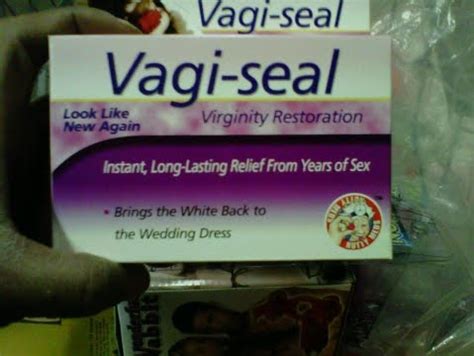 Vagi-seal
Vagi-seal
Look Like
New Again
Virginity Restoration
Instant, Long-Lasting Relief From Years of Sex
• Brings the White Back to
the Wedding Dress